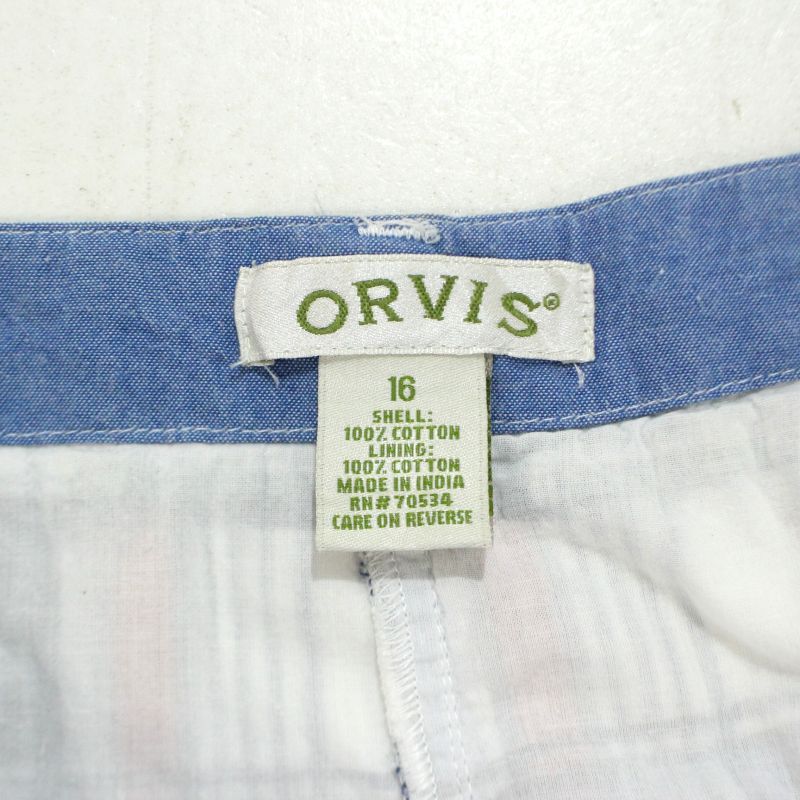 ORVIS®
16
SHELL:
100% COTTON
LINING:
100% COTTON
MADE IN INDIA
RN#70534
CARE ON REVERSE